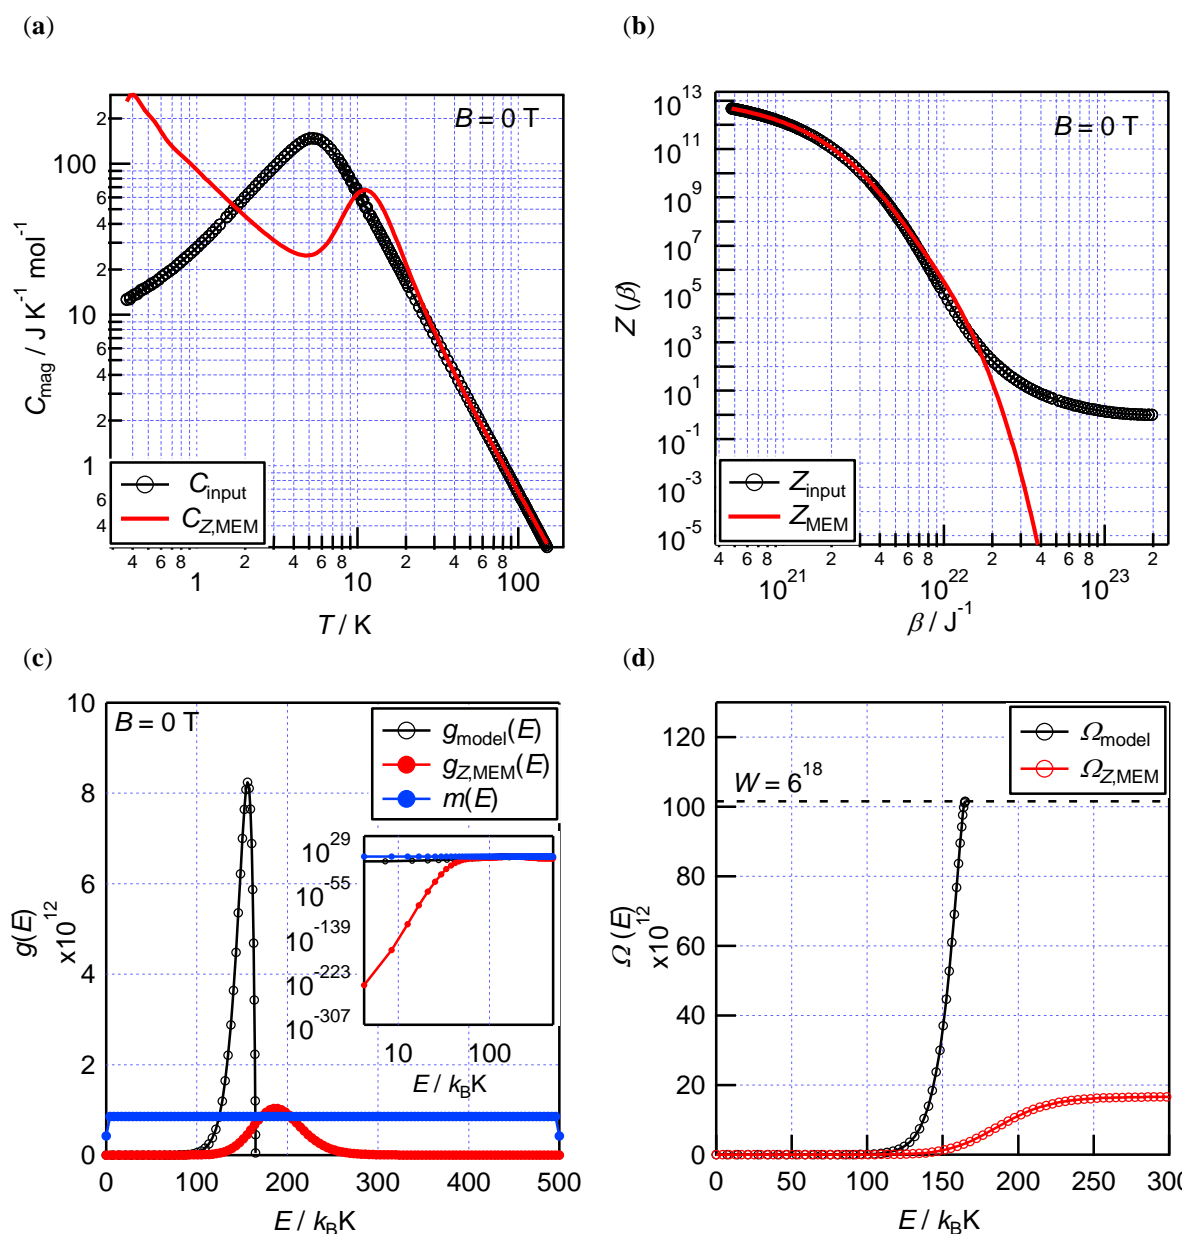 (a)
B = 0 T
C_mag / J K^-1 mol^-1
2
100
6
4
2
10
6
4
2
1
6
4
C_input
C_Z,MEM
4 6 8 2 4 6 8 2 4 6 8
1 10 100
T / K
(b)
B = 0 T
Z (β)
10^13
10^11
10^9
10^7
10^5
10^3
10^1
10^-1
10^-3
10^-5
Z_input
Z_MEM
4 6 8 2 4 6 8 2 4 6 8 2
10^21 10^22 10^23
β / J^-1
(c)
B = 0 T
g(E)
x10^12
10
8
6
4
2
0
g_model(E)
g_Z,MEM(E)
m(E)
10^29
10^-55
10^-139
10^-223
10^-307
10 100
E / k_BK
0 100 200 300 400 500
E / k_BK
(d)
Ω(E)
x10^12
120
100
80
60
40
20
0
Ω_model
Ω_Z,MEM
W = 6^18
0 50 100 150 200 250 300
E / k_BK